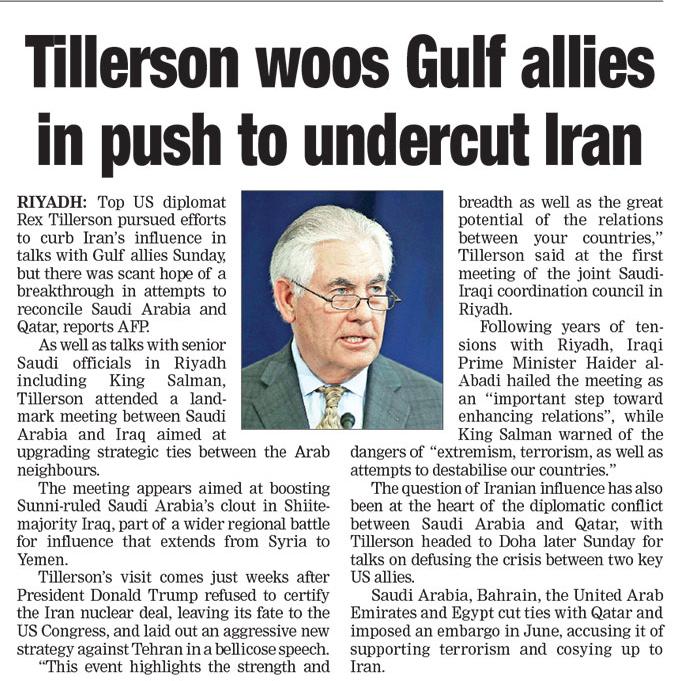 Tillerson woos Gulf allies
in push to undercut Iran
RIYADH: Top US diplomat
Rex Tillerson pursued efforts
to curb Iran's influence in
talks with Gulf allies Sunday,
but there was scant hope of a
breakthrough in attempts to
reconcile Saudi Arabia and
Qatar, reports AFP.
As well as talks with senior
Saudi officials in Riyadh
including King Salman,
Tillerson attended a land-
mark meeting between Saudi
Arabia and Iraq aimed at
upgrading strategic ties between the Arab
neighbours.
The meeting appears aimed at boosting
Sunni-ruled Saudi Arabia's clout in Shiite-
majority Iraq, part of a wider regional battle
for influence that extends from Syria to
Yemen.
Tillerson's visit comes just weeks after
President Donald Trump refused to certify
the Iran nuclear deal, leaving its fate to the
US Congress, and laid out an aggressive new
strategy against Tehran in a bellicose speech.
“This event highlights the strength and
breadth as well as the great
potential of the relations
between your countries,”
Tillerson said at the first
meeting of the joint Saudi-
Iraqi coordination council in
Riyadh.
Following years of ten-
sions with Riyadh, Iraqi
Prime Minister Haider al-
Abadi hailed the meeting as
an “important step toward
enhancing relations”, while
King Salman warned of the
dangers of “extremism, terrorism, as well as
attempts to destabilise our countries.”
The question of Iranian influence has also
been at the heart of the diplomatic conflict
between Saudi Arabia and Qatar, with
Tillerson headed to Doha later Sunday for
talks on defusing the crisis between two key
US allies.
Saudi Arabia, Bahrain, the United Arab
Emirates and Egypt cut ties with Qatar and
imposed an embargo in June, accusing it of
supporting terrorism and cosying up to
Iran.